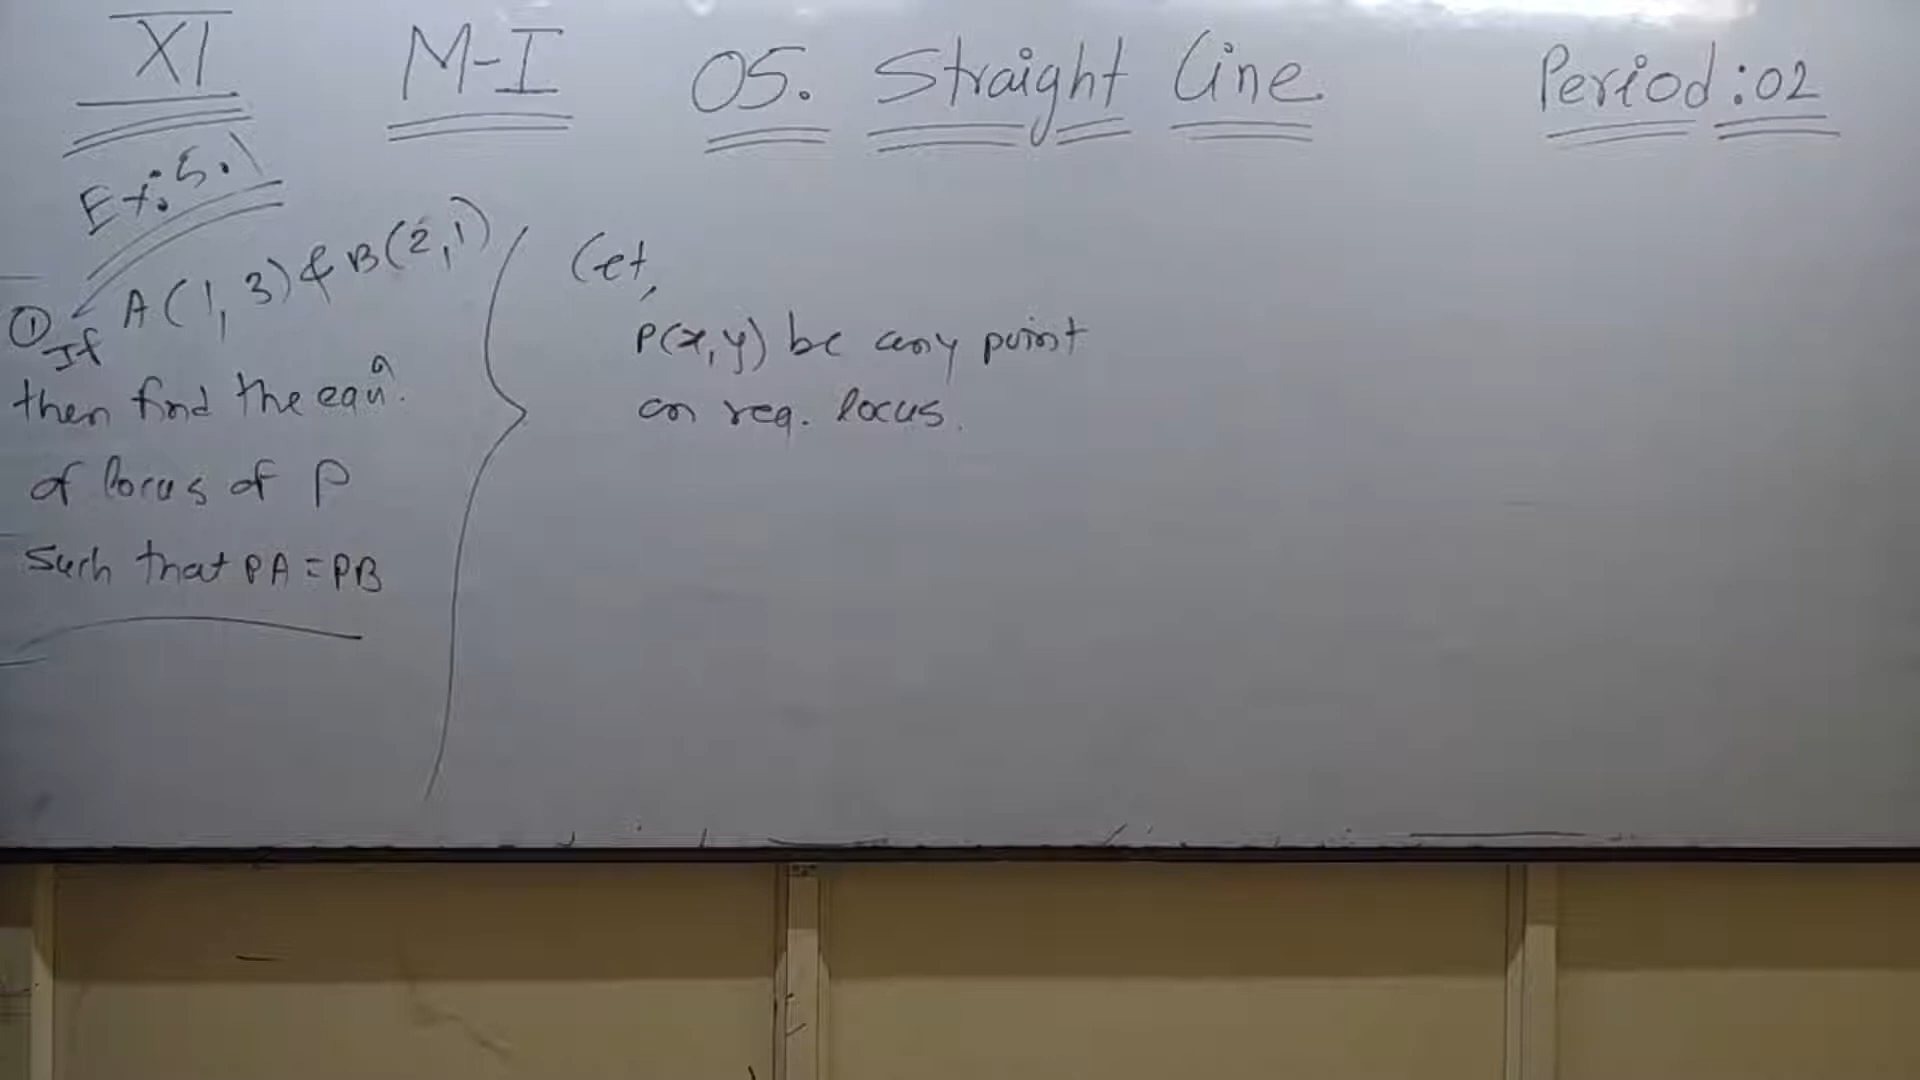 XI M-I 05. Straight Line Period : 02
Ex: 5.1
① If A(1,3) & B(2,1)
then find the eqn.
of locus of P
such that PA = PB
Let,
P(x,y) be any point
on req. locus.